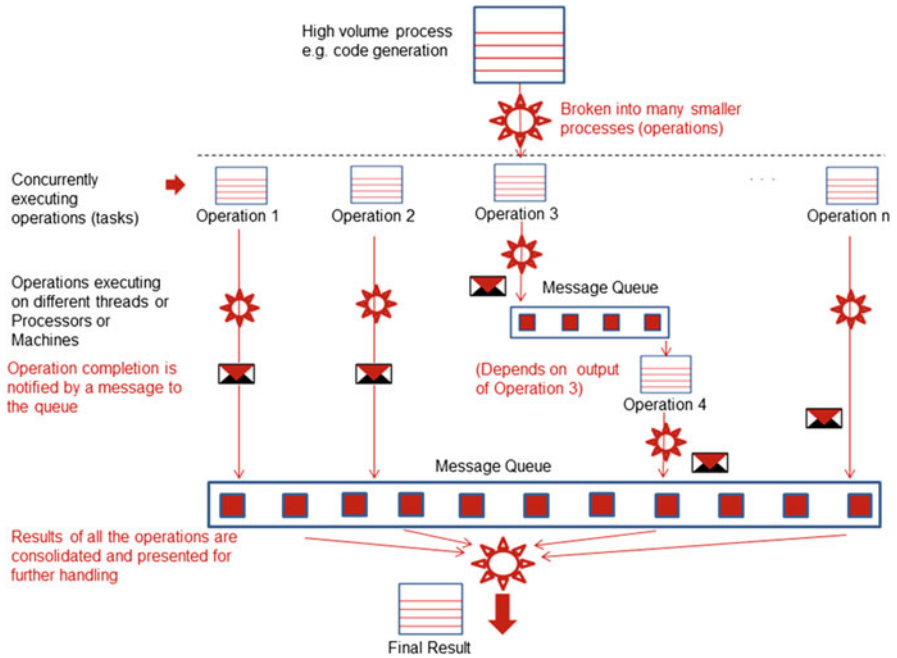 High volume process
e.g. code generation
Broken into many smaller
processes (operations)
Concurrently
executing
operations (tasks)
. . .
Operation 1
Operation 2
Operation 3
Operation n
Operations executing
on different threads or
Processors or
Machines
Message Queue
Operation completion is
notified by a message to
the queue
(Depends on output
of Operation 3)
Operation 4
Message Queue
Results of all the operations are
consolidated and presented for
further handling
Final Result